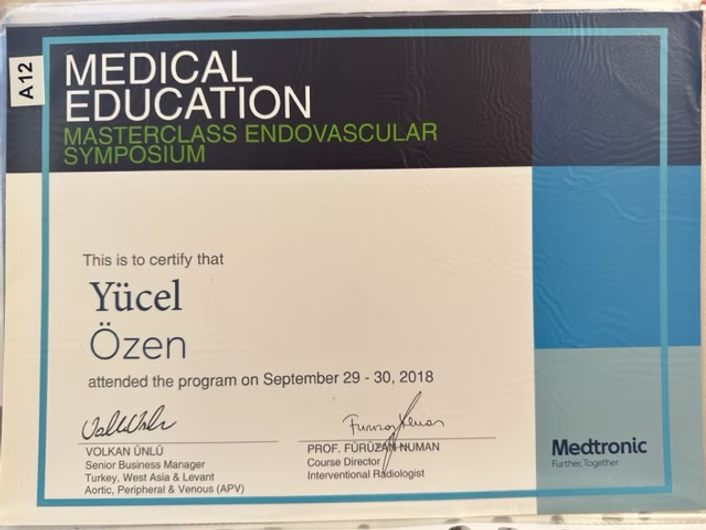 A12
MEDICAL
EDUCATION
MASTERCLASS ENDOVASCULAR
SYMPOSIUM
This is to certify that
Yücel
Özen
attended the program on September 29 - 30, 2018
VOLKAN ÜNLÜ
Senior Business Manager
Turkey, West Asia & Levant
Aortic, Peripheral & Venous (APV)
PROF. FÜRÜZAN NUMAN
Course Director
Interventional Radiologist
Medtronic
Further, Together